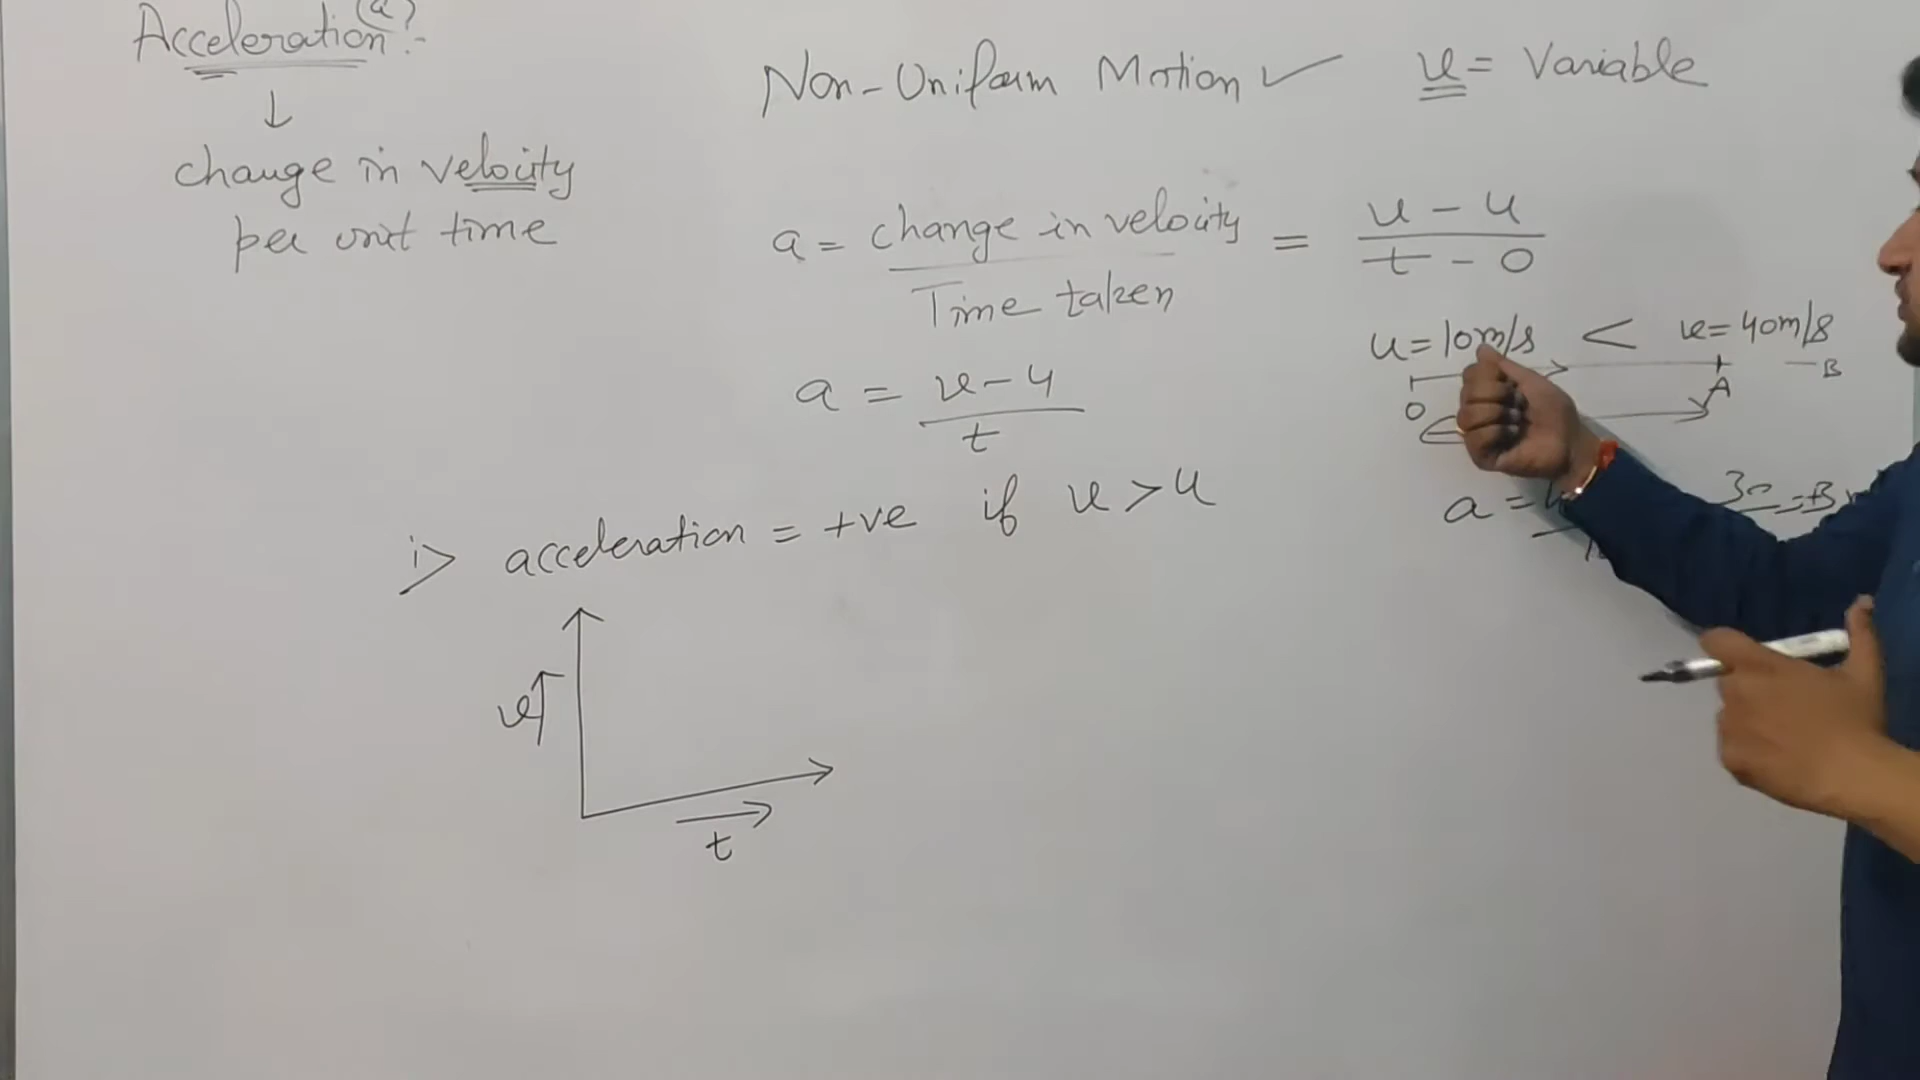 Acceleration (a):-
↓
change in velocity
per unit time
Non-Uniform Motion ✓ v = Variable
a = change in velocity / Time taken = v - u / t - 0
a = v - u / t
u = 10m/s < v = 40m/s
O A B
a =
30
i> acceleration = +ve if v > u
v↑
t